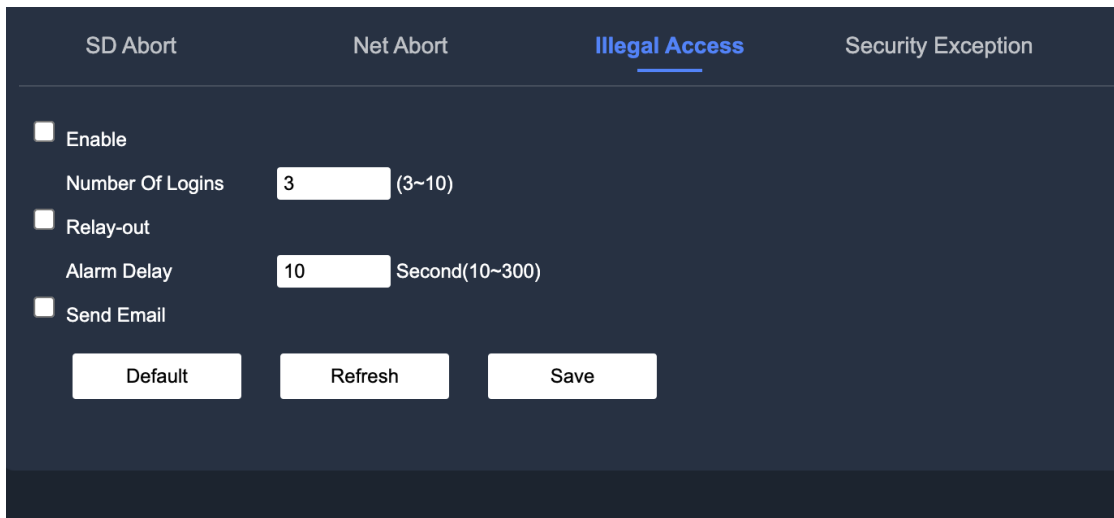 SD Abort Net Abort Illegal Access Security Exception
Enable
Number Of Logins 3 (3~10)
Relay-out
Alarm Delay 10 Second(10~300)
Send Email
Default Refresh Save